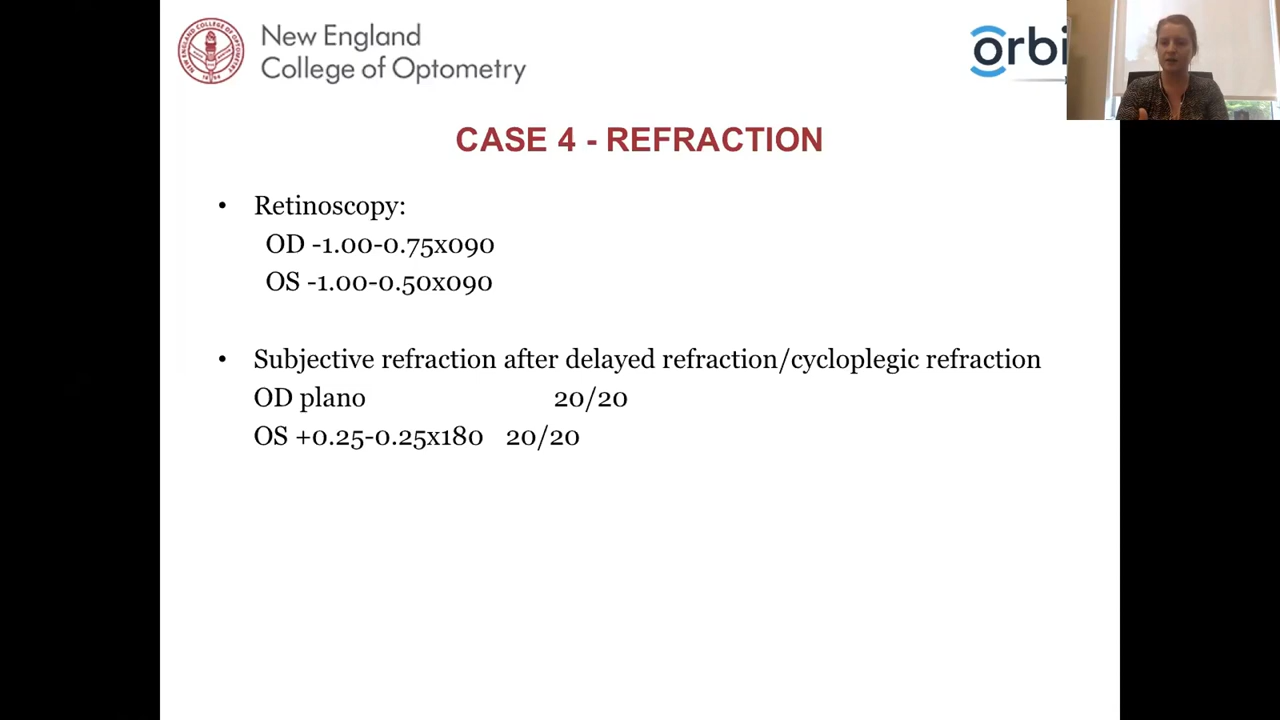 New England
College of Optometry
orbi
CASE 4 - REFRACTION
• Retinoscopy:
OD -1.00-0.75x090
OS -1.00-0.50x090
• Subjective refraction after delayed refraction/cycloplegic refraction
OD plano 20/20
OS +0.25-0.25x180 20/20